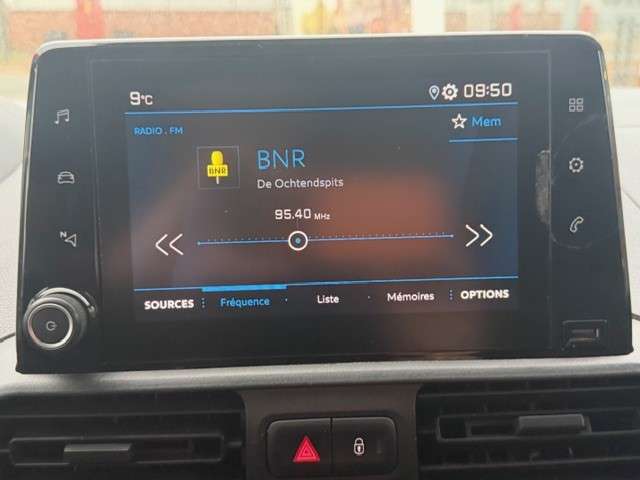 9°C
09:50
RADIO . FM
Mem
BNR
BNR
De Ochtendspits
95.40 MHz
N
SOURCES
Fréquence
Liste
Mémoires
OPTIONS